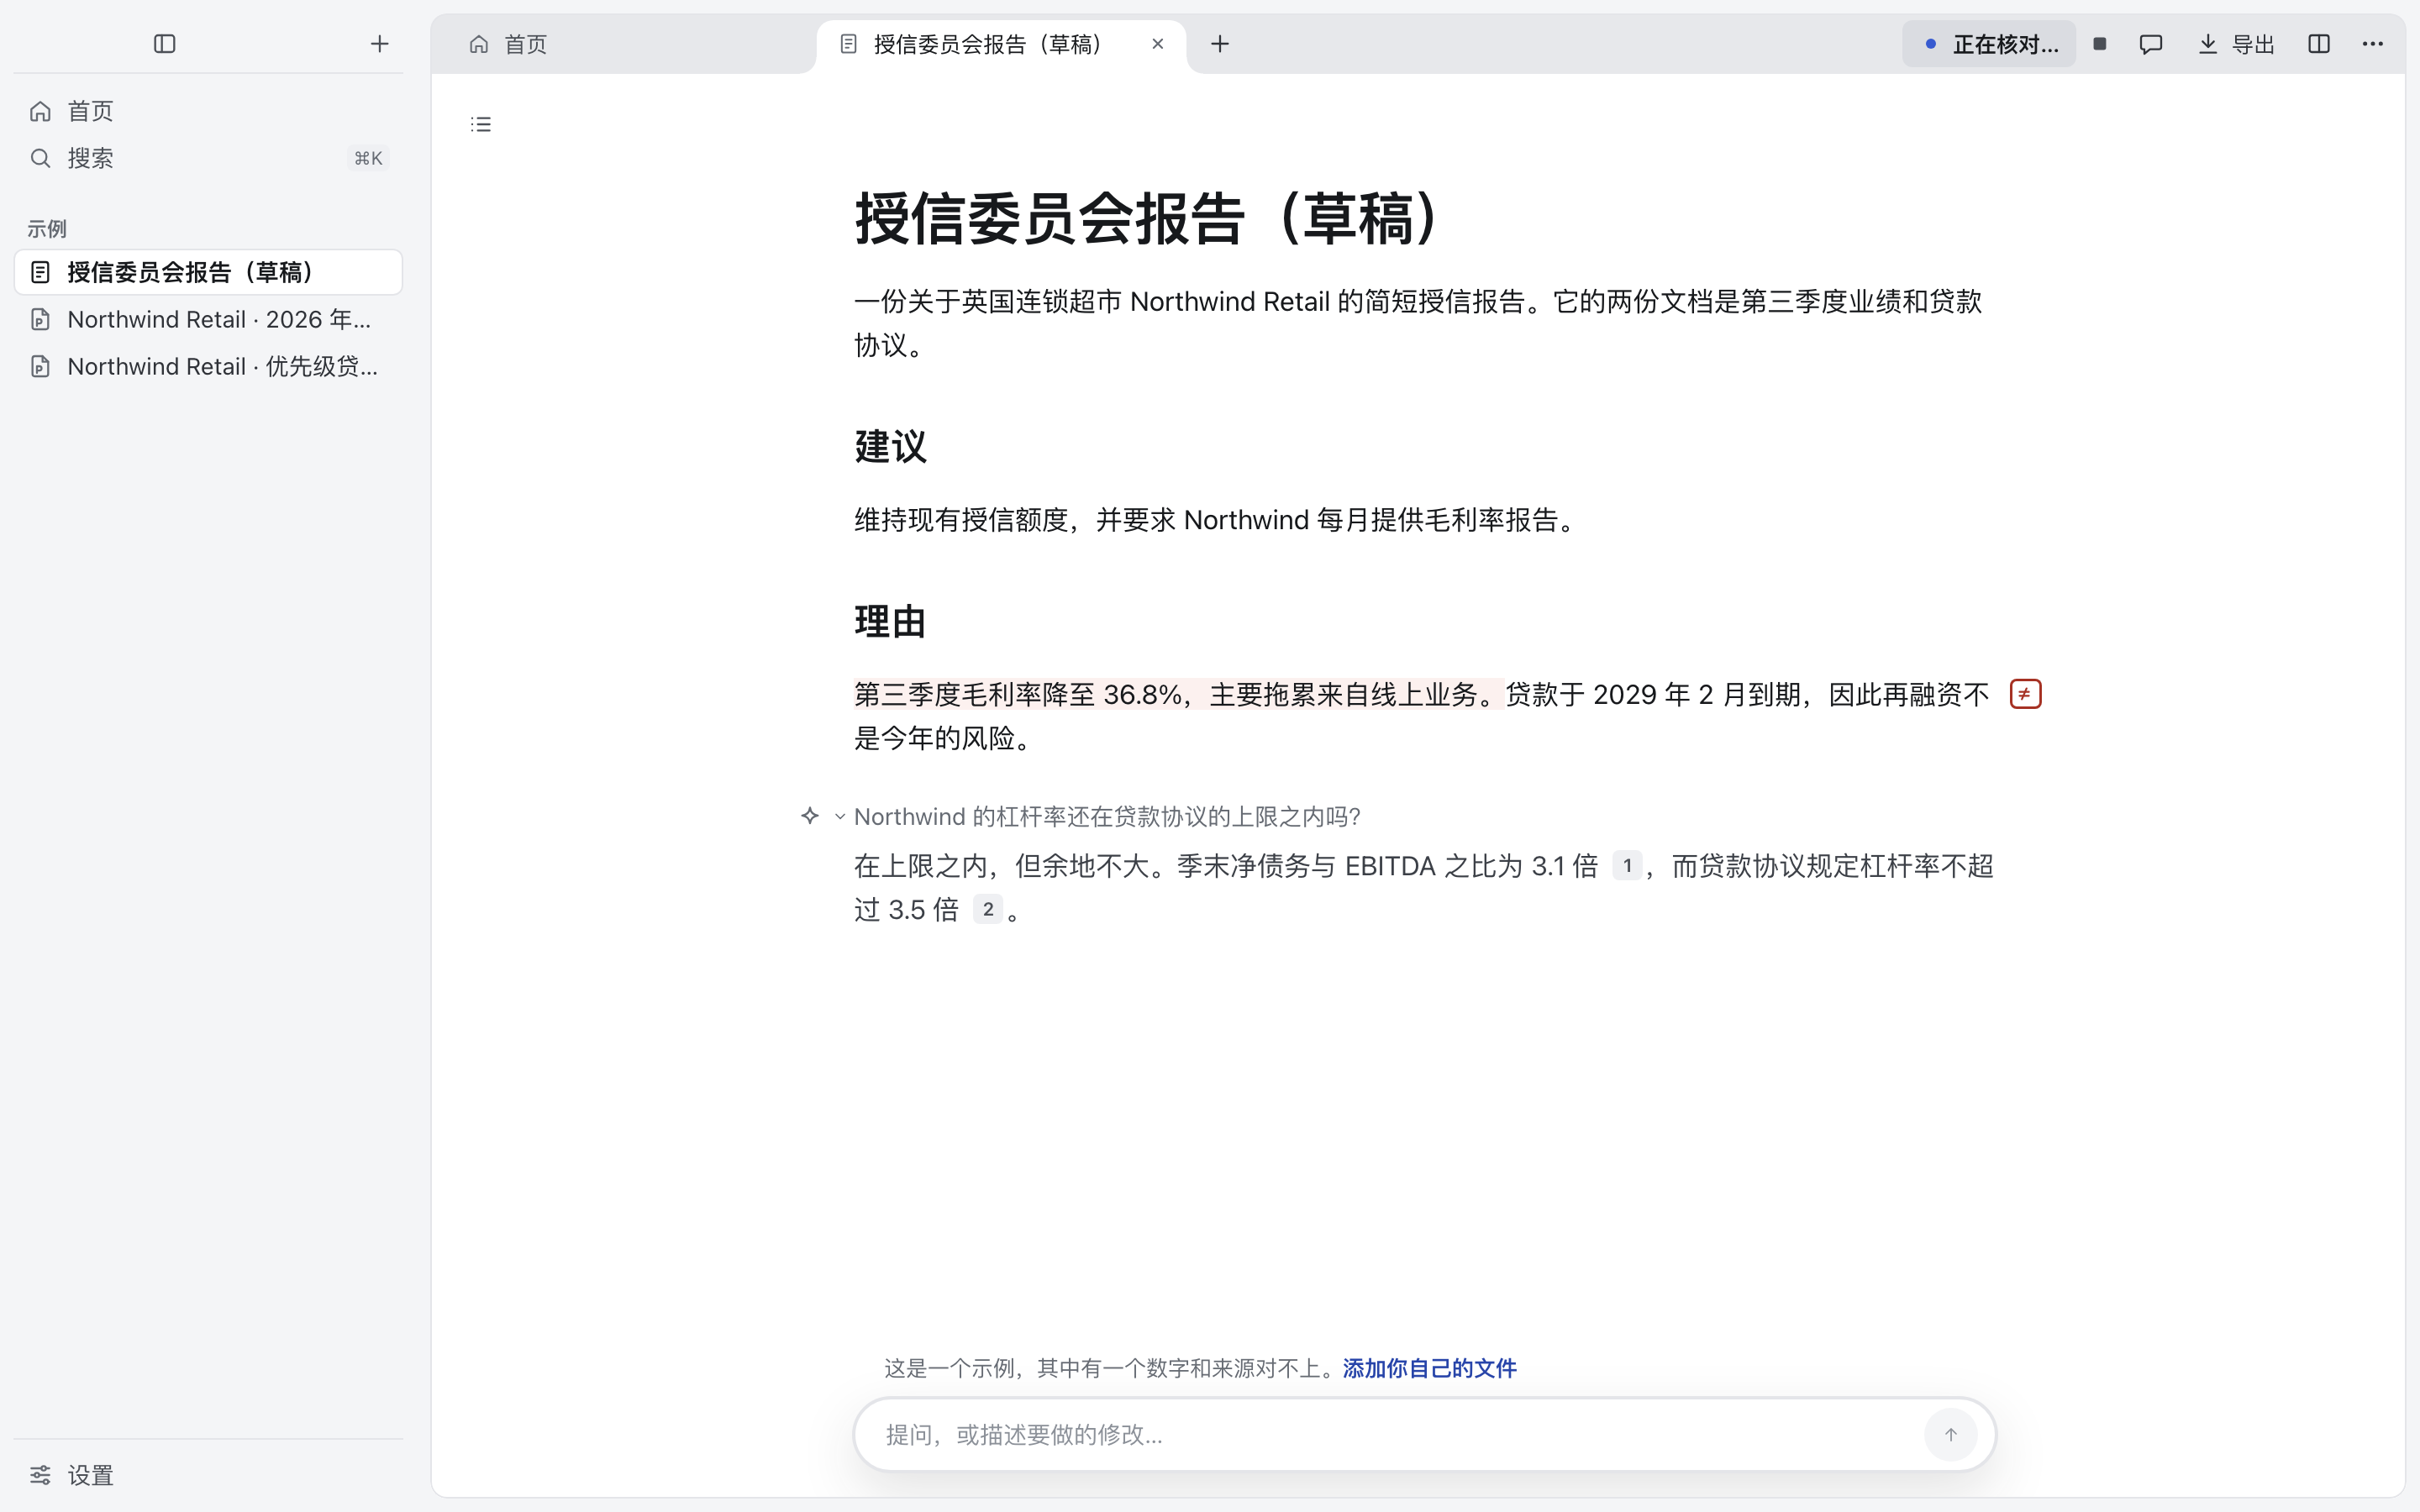 首页
搜索
⌘K
示例
授信委员会报告（草稿）
Northwind Retail · 2026 年...
Northwind Retail · 优先级贷...
设置
首页
授信委员会报告（草稿）
正在核对...
导出
授信委员会报告（草稿）
一份关于英国连锁超市 Northwind Retail 的简短授信报告。它的两份文档是第三季度业绩和贷款
协议。
建议
维持现有授信额度，并要求 Northwind 每月提供毛利率报告。
理由
第三季度毛利率降至 36.8%，主要拖累来自线上业务。贷款于 2029 年 2 月到期，因此再融资不 ≠
是今年的风险。
Northwind 的杠杆率还在贷款协议的上限之内吗？
在上限之内，但余地不大。季末净债务与 EBITDA 之比为 3.1 倍 1，而贷款协议规定杠杆率不超
过 3.5 倍 2。
这是一个示例，其中有一个数字和来源对不上。添加你自己的文件
提问，或描述要做的修改...